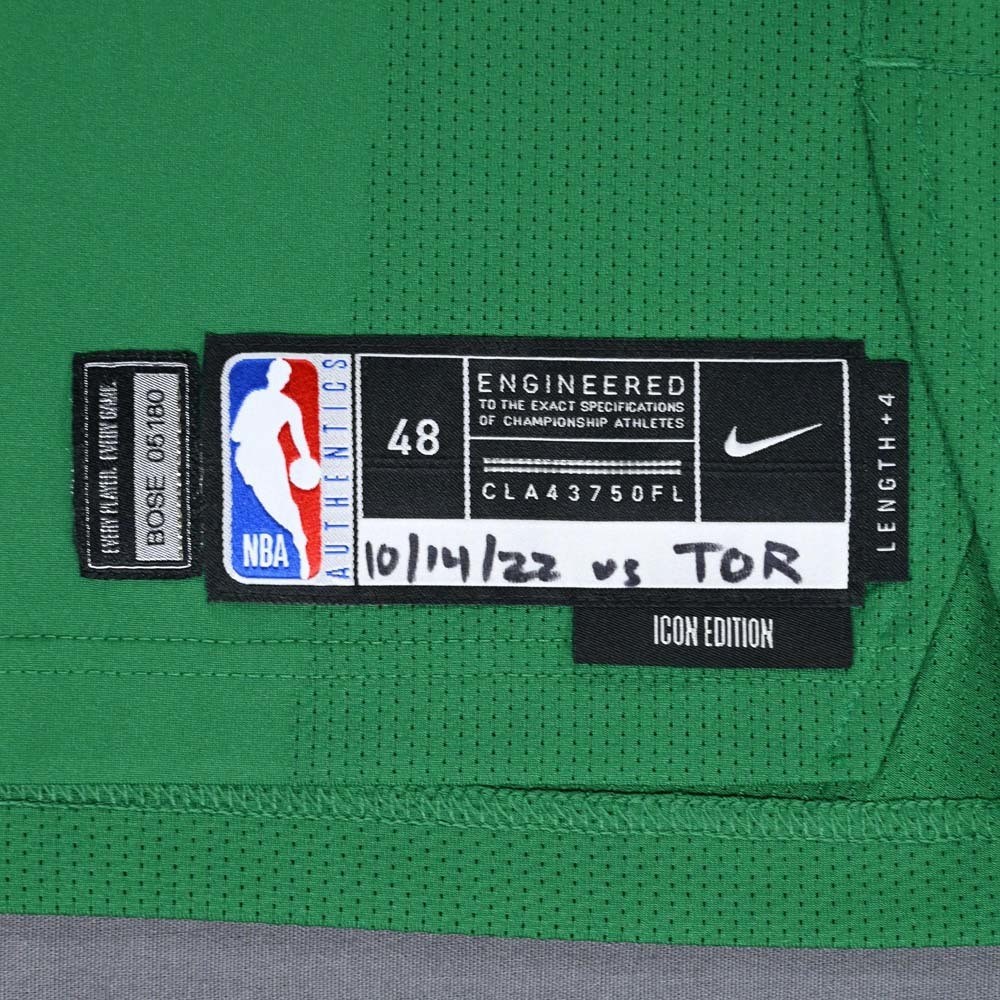 EVERY PLAYER. EVERY GAME.
BOSE 05180
NBA
AUTHENTICS
48
ENGINEERED
TO THE EXACT SPECIFICATIONS
OF CHAMPIONSHIP ATHLETES
CLA43750FL
LENGTH +4
10/14/22 vs TOR
ICON EDITION